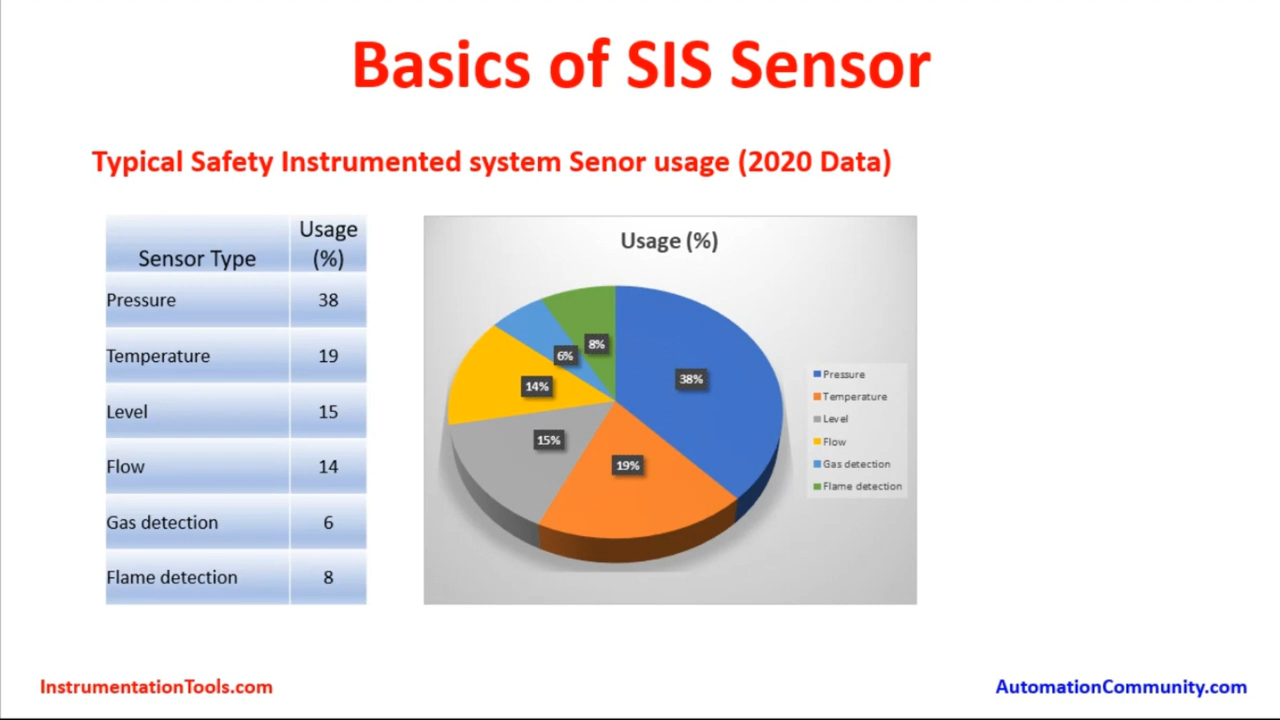 Basics of SIS Sensor
Typical Safety Instrumented system Senor usage (2020 Data)
Sensor Type Usage (%)
Pressure 38
Temperature 19
Level 15
Flow 14
Gas detection 6
Flame detection 8
Usage (%)
8%
6%
38%
14%
15%
19%
Pressure
Temperature
Level
Flow
Gas detection
Flame detection
InstrumentationTools.com
AutomationCommunity.com